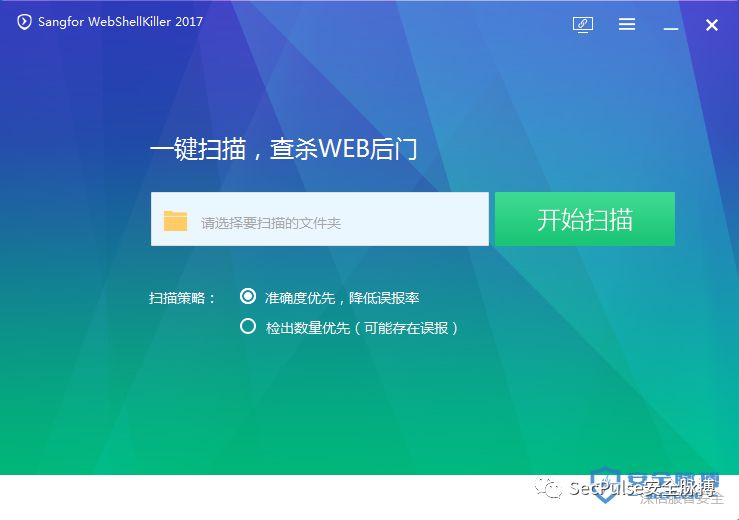 Sangfor WebShellKiller 2017
一键扫描，查杀WEB后门
请选择要扫描的文件夹
开始扫描
扫描策略：
准确度优先，降低误报率
检出数量优先（可能存在误报）
SecPulse安全脉搏